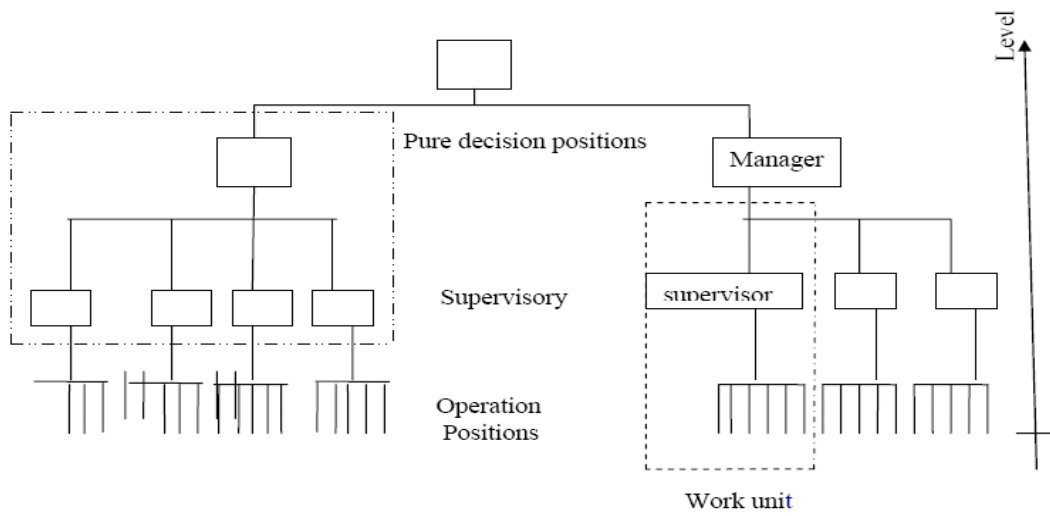 Level
Pure decision positions
Manager
Supervisory
supervisor
Operation
Positions
Work unit